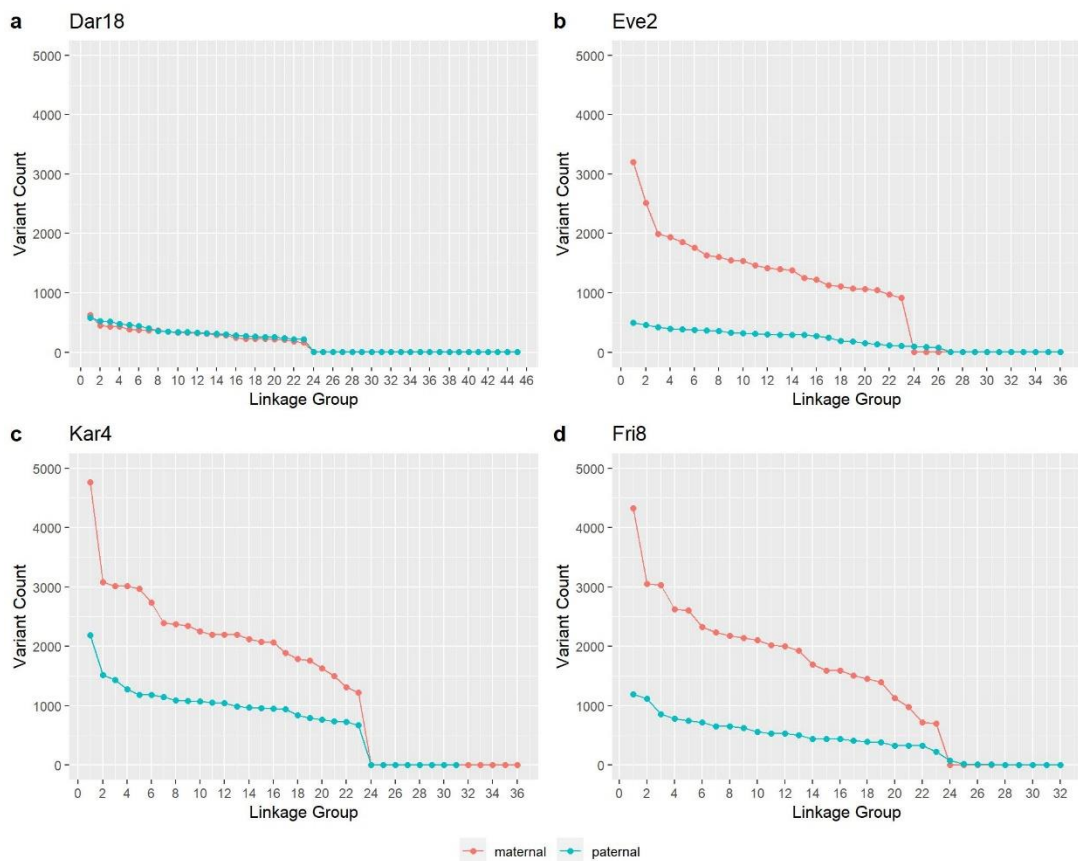 a Dar18
5000
4000
3000
2000
1000
0
Variant Count
0 2 4 6 8 10 12 14 16 18 20 22 24 26 28 30 32 34 36 38 40 42 44 46
Linkage Group
b Eve2
5000
4000
3000
2000
1000
0
Variant Count
0 2 4 6 8 10 12 14 16 18 20 22 24 26 28 30 32 34 36
Linkage Group
c Kar4
5000
4000
3000
2000
1000
0
Variant Count
0 2 4 6 8 10 12 14 16 18 20 22 24 26 28 30 32 34 36
Linkage Group
d Fri8
5000
4000
3000
2000
1000
0
Variant Count
0 2 4 6 8 10 12 14 16 18 20 22 24 26 28 30 32
Linkage Group
maternal paternal